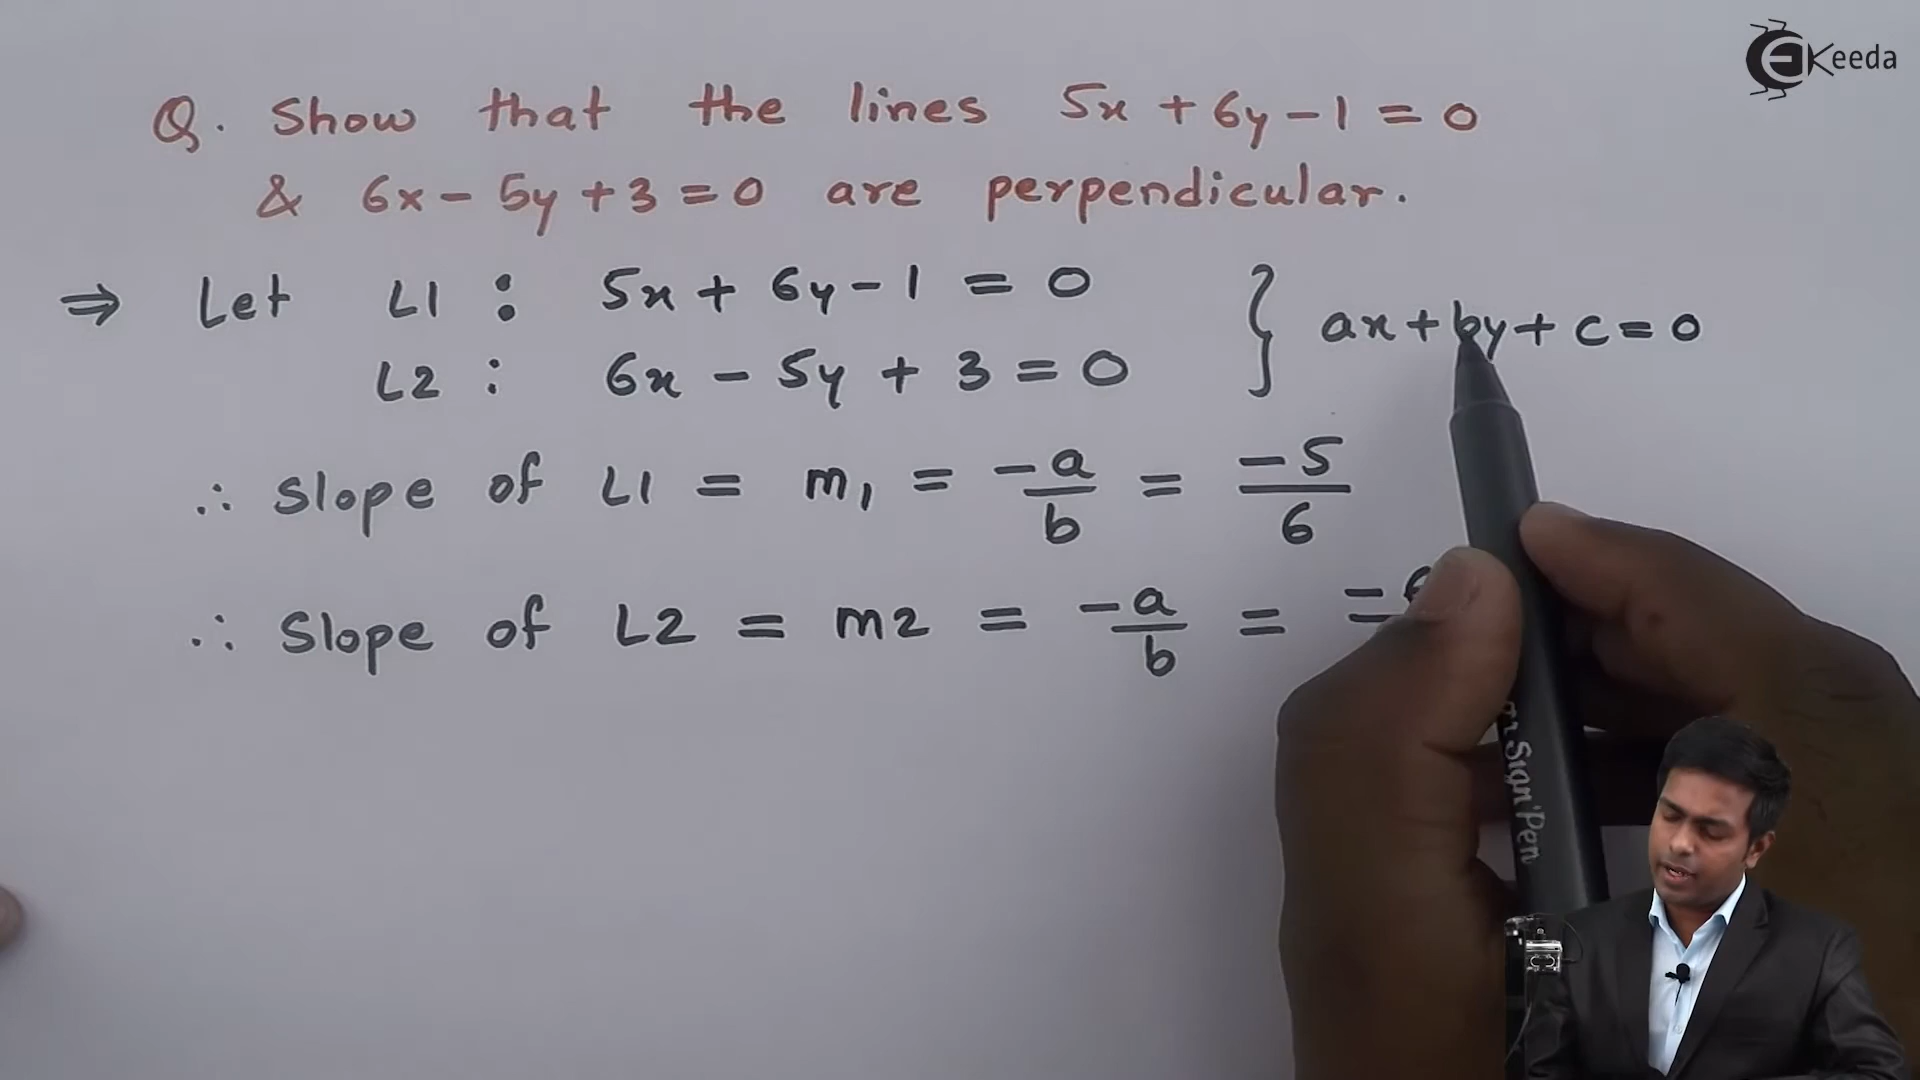 Keeda
Q. Show that the lines 5x + 6y - 1 = 0
& 6x - 5y + 3 = 0 are perpendicular.
⇒ Let L1 : 5x + 6y - 1 = 0
L2 : 6x - 5y + 3 = 0
} ax + by + c = 0
∴ Slope of L1 = m₁ = -a/b = -5/6
∴ Slope of L2 = m2 = -a/b = -
Sign Pen